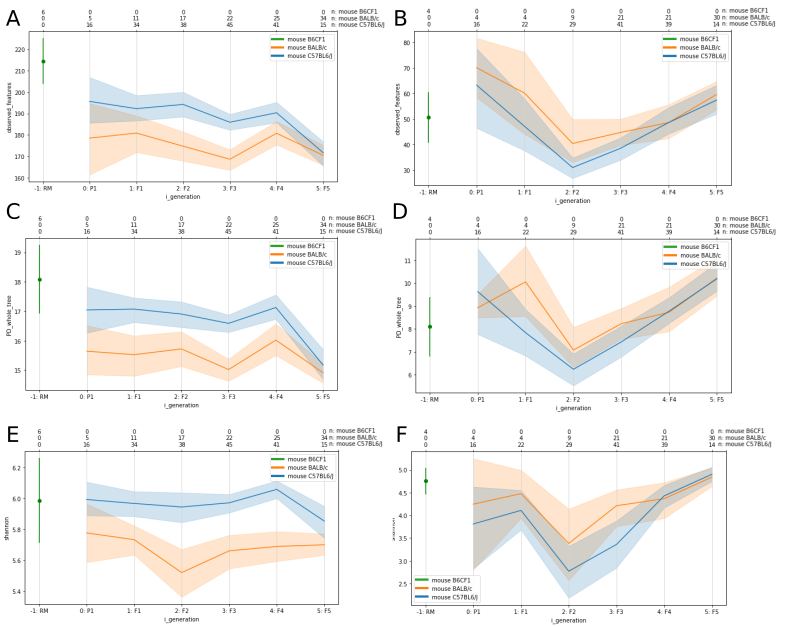 A
6 0 0 0 0 0 0 n: mouse B6CF1
0 5 11 17 22 25 34 n: mouse BALB/c
0 16 34 38 45 41 15 n: mouse C57BL6/J
mouse B6CF1
mouse BALB/c
mouse C57BL6/J
observed_features
220
210
200
190
180
170
160
-1: RM 0: P1 1: F1 2: F2 3: F3 4: F4 5: F5
i_generation
B
4 0 0 0 0 0 0 n: mouse B6CF1
0 4 4 9 21 21 30 n: mouse BALB/c
0 16 22 29 41 39 14 n: mouse C57BL6/J
mouse B6CF1
mouse BALB/c
mouse C57BL6/J
observed_features
80
70
60
50
40
30
-1: RM 0: P1 1: F1 2: F2 3: F3 4: F4 5: F5
i_generation
C
6 0 0 0 0 0 0 n: mouse B6CF1
0 5 11 17 22 25 34 n: mouse BALB/c
0 16 34 38 45 41 15 n: mouse C57BL6/J
mouse B6CF1
mouse BALB/c
mouse C57BL6/J
PD_whole_tree
19
18
17
16
15
-1: RM 0: P1 1: F1 2: F2 3: F3 4: F4 5: F5
i_generation
D
4 0 0 0 0 0 0 n: mouse B6CF1
0 4 4 9 21 21 30 n: mouse BALB/c
0 16 22 29 41 39 14 n: mouse C57BL6/J
mouse B6CF1
mouse BALB/c
mouse C57BL6/J
PD_whole_tree
11
10
9
8
7
6
-1: RM 0: P1 1: F1 2: F2 3: F3 4: F4 5: F5
i_generation
E
6 0 0 0 0 0 0 n: mouse B6CF1
0 5 11 17 22 25 34 n: mouse BALB/c
0 16 34 38 45 41 15 n: mouse C57BL6/J
mouse B6CF1
mouse BALB/c
mouse C57BL6/J
shannon
6.2
6.0
5.8
5.6
5.4
-1: RM 0: P1 1: F1 2: F2 3: F3 4: F4 5: F5
i_generation
F
4 0 0 0 0 0 0 n: mouse B6CF1
0 4 4 9 21 21 30 n: mouse BALB/c
0 16 22 29 41 39 14 n: mouse C57BL6/J
shannon
5.0
4.5
4.0
3.5
3.0
2.5
mouse B6CF1
mouse BALB/c
mouse C57BL6/J
-1: RM 0: P1 1: F1 2: F2 3: F3 4: F4 5: F5
i_generation